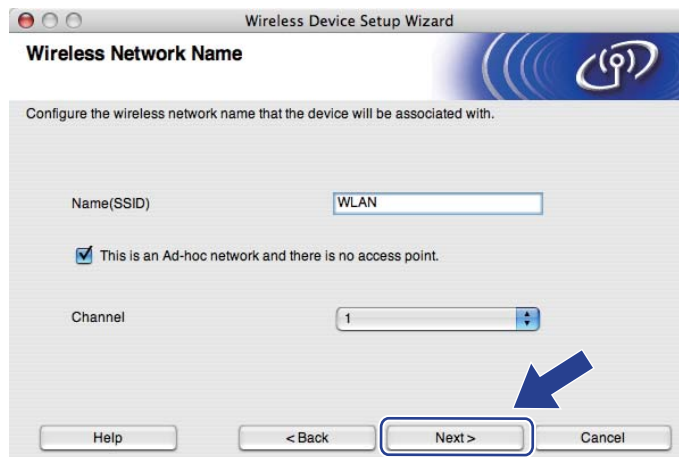 Wireless Device Setup Wizard
Wireless Network Name
Configure the wireless network name that the device will be associated with.
Name(SSID) WLAN
This is an Ad-hoc network and there is no access point.
Channel 1
Help < Back Next > Cancel